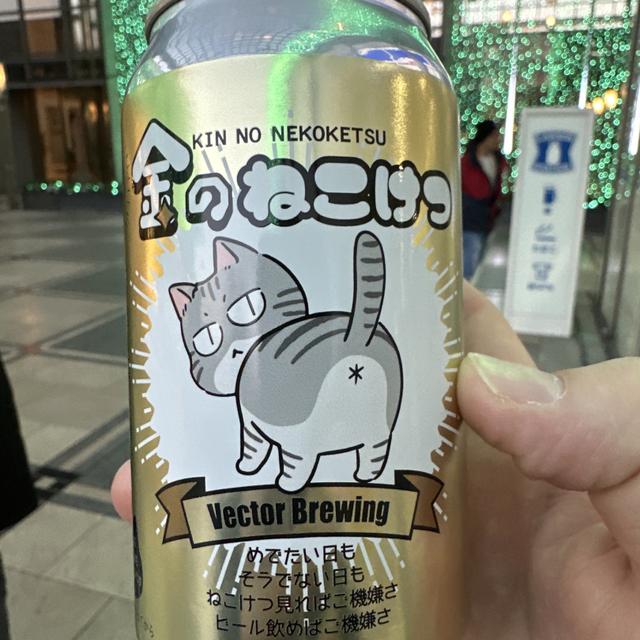 KIN NO NEKOKETSU
金のねこけつ
Vector Brewing
めでたい日も
そうでない日も
ねこけつ見ればご機嫌さ
ビール飲めばご機嫌さ